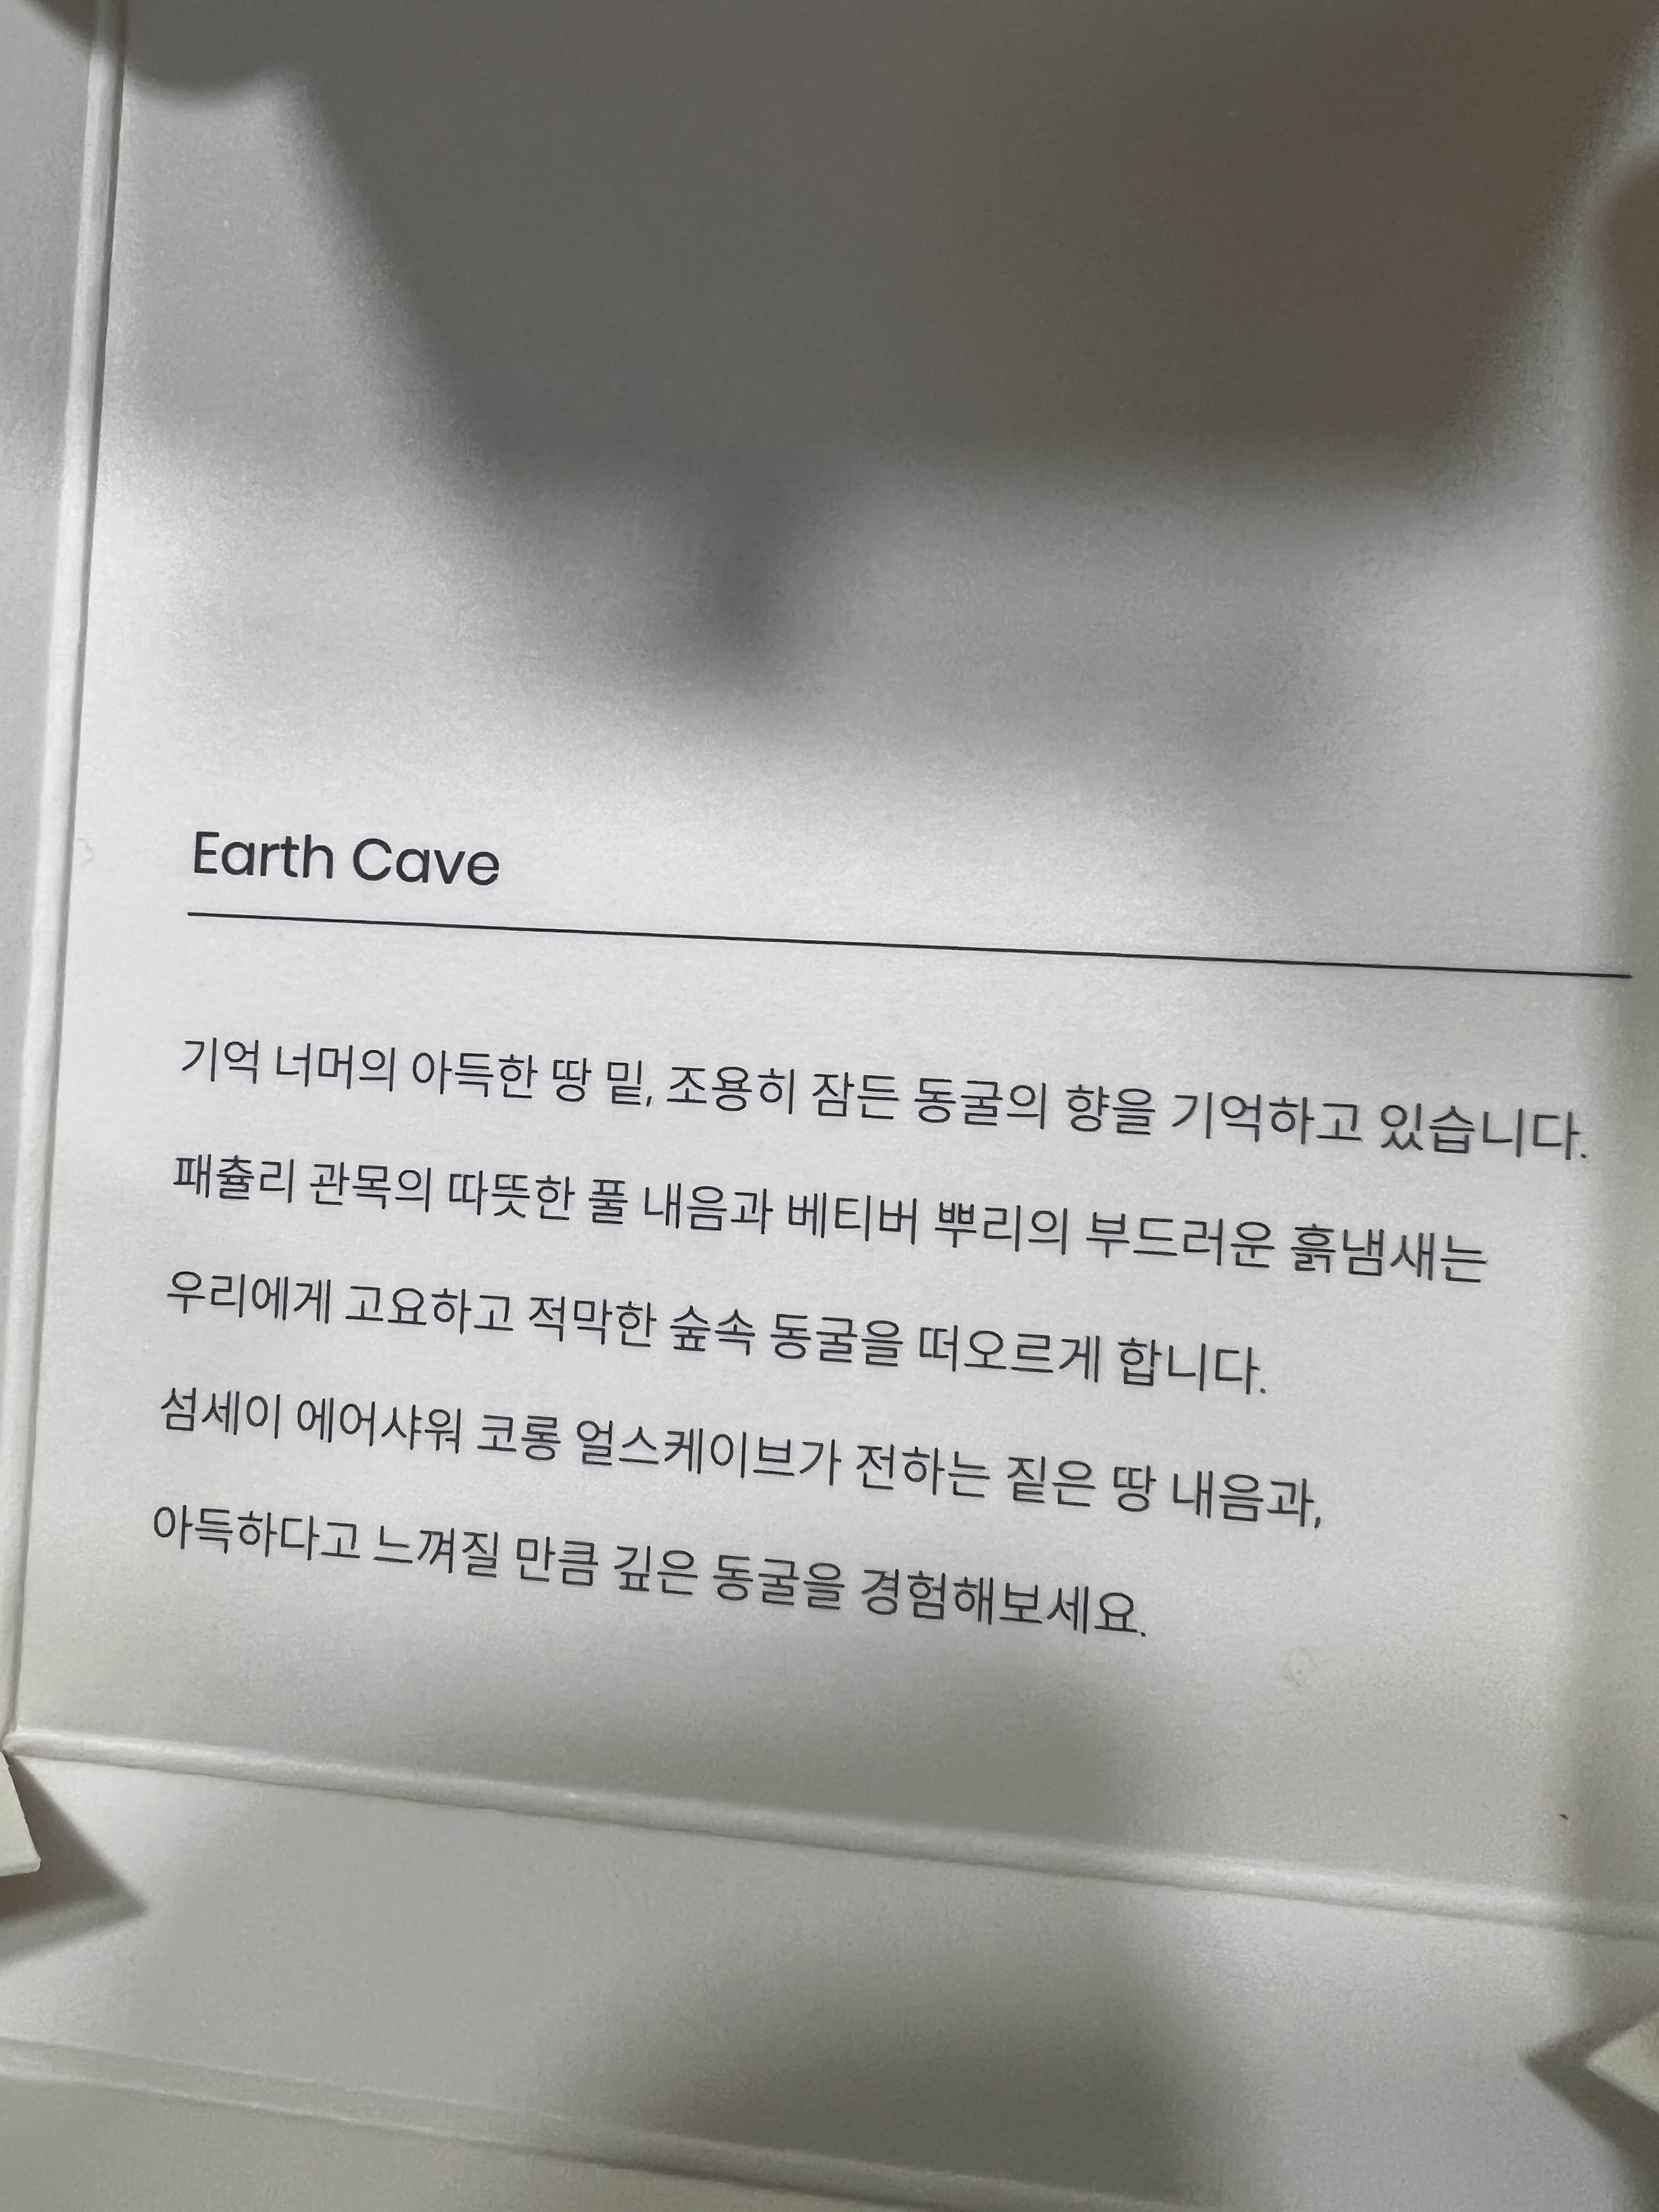 Earth Cave
기억 너머의 아득한 땅 밑, 조용히 잠든 동굴의 향을 기억하고 있습니다.
패츌리 관목의 따뜻한 풀 내음과 베티버 뿌리의 부드러운 흙냄새는
우리에게 고요하고 적막한 숲속 동굴을 떠오르게 합니다.
섬세이 에어샤워 코롱 얼스케이브가 전하는 짙은 땅 내음과,
아득하다고 느껴질 만큼 깊은 동굴을 경험해보세요.